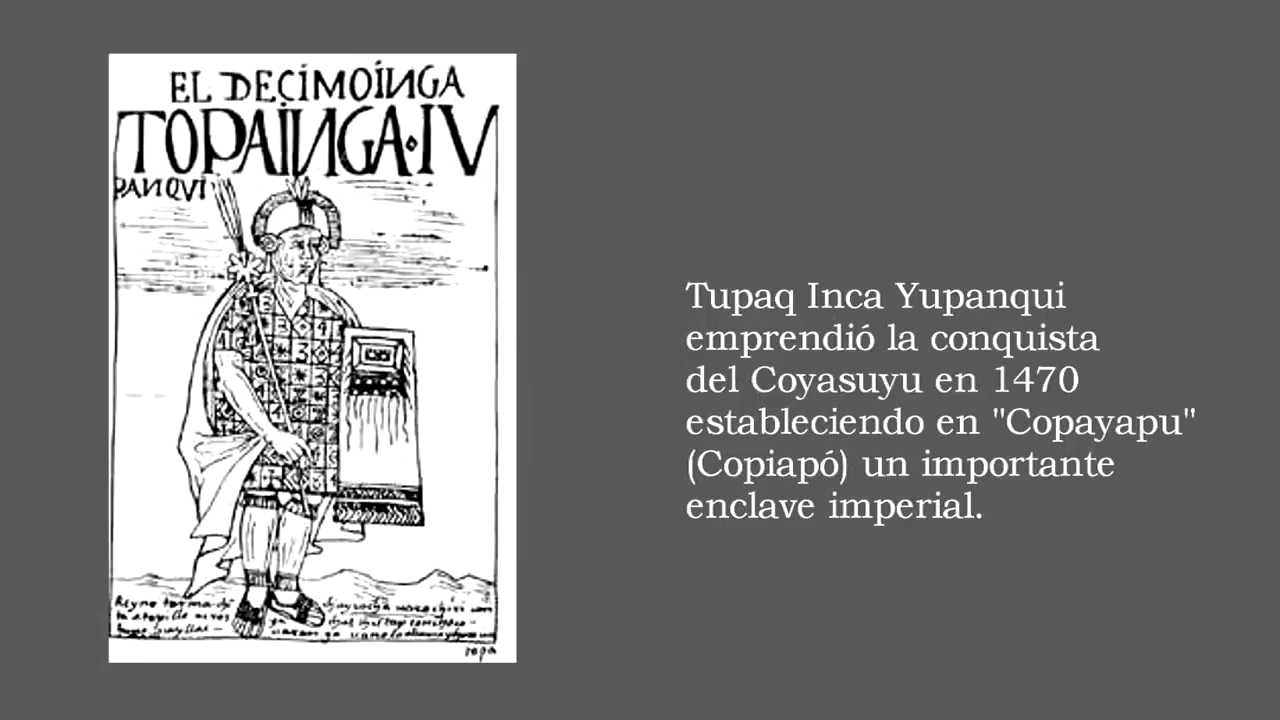 EL DECIMOINGA
TOPAINGA·IV
PANQUI
Tupaq Inca Yupanqui
emprendió la conquista
del Coyasuyu en 1470
estableciendo en "Copayapu"
(Copiapó) un importante
enclave imperial.